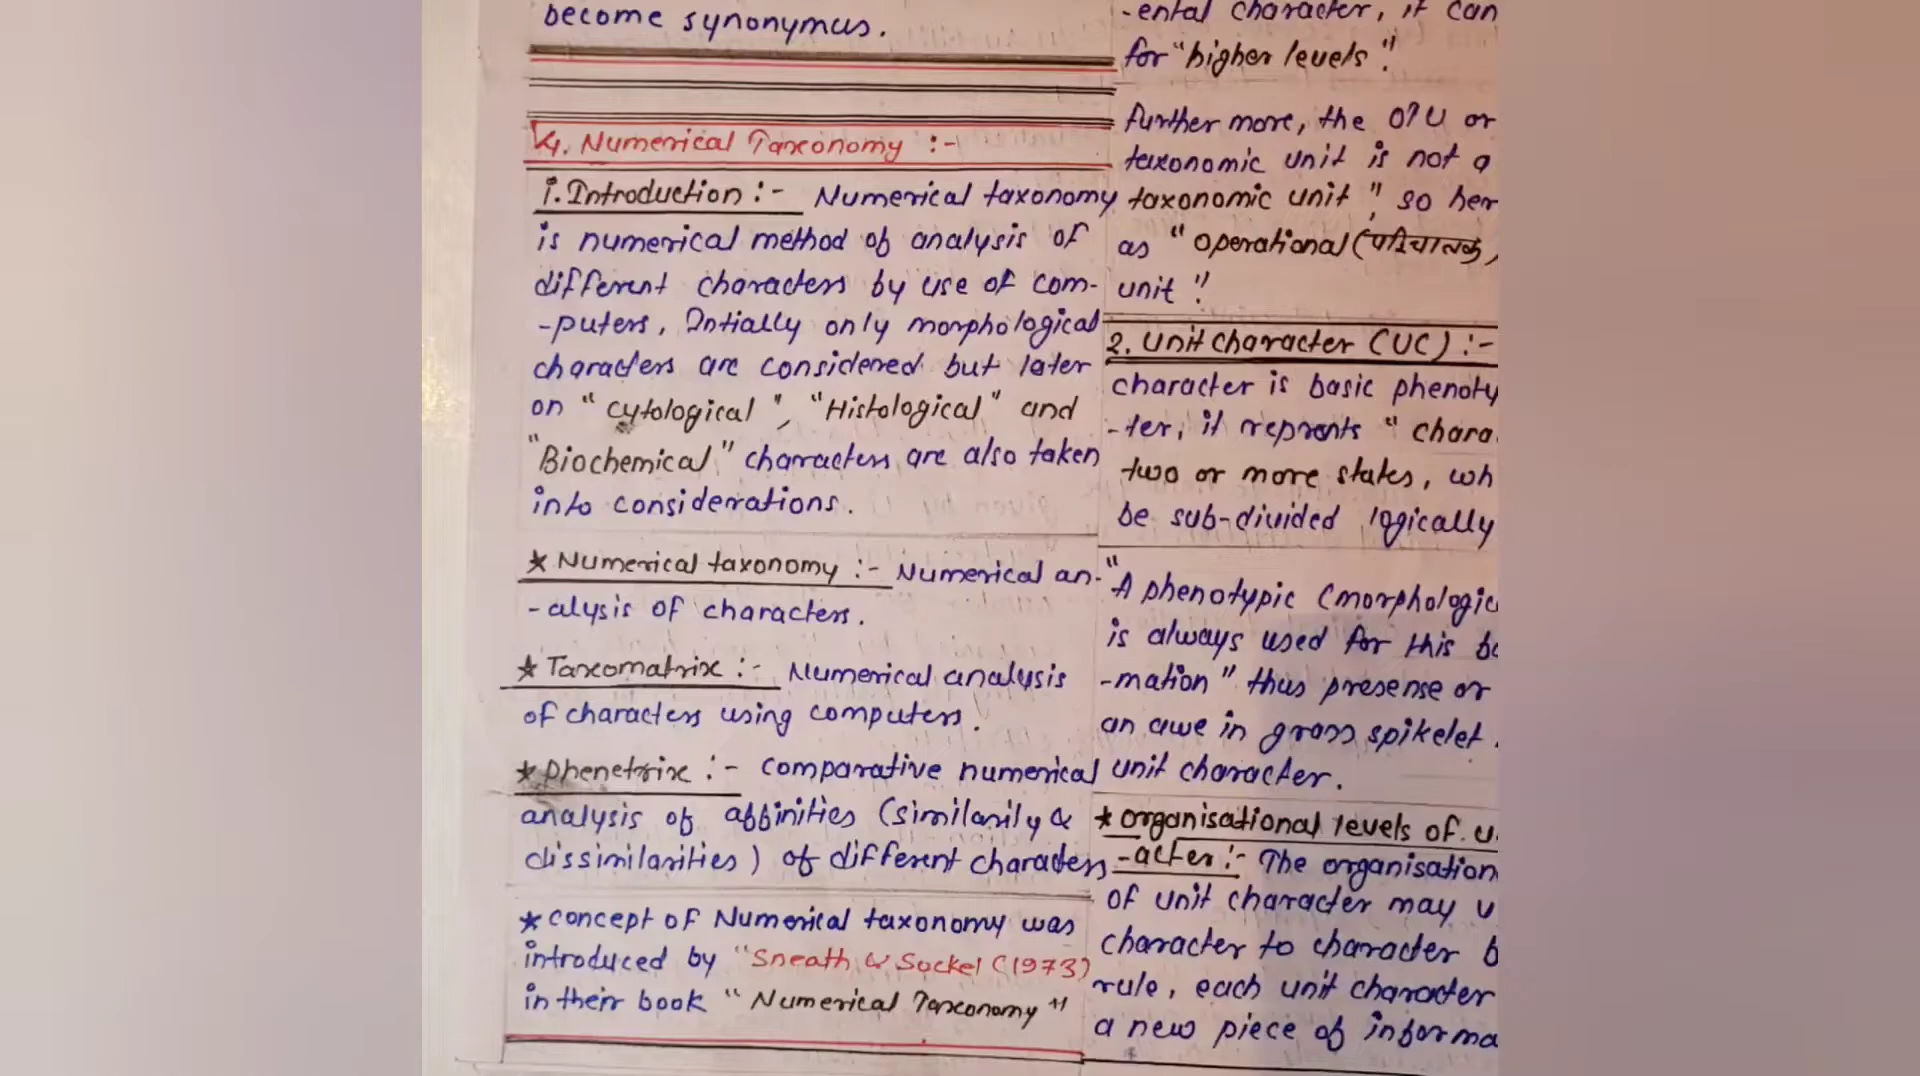 become synonymus.
4. Numerical Taxonomy :-
i. Introduction :- Numerical taxonomy
is numerical method of analysis of
different characters by use of com-
-puters. Intially only morphological
characters are considered but later
on "cytological", "Histological" and
"Biochemical" characters are also taken
into considerations.
* Numerical taxonomy :- Numerical an-
-alysis of characters.
* Taxomatrix :- Numerical analysis
of characters using computers.
* phenetrix :- comparative numerical
analysis of affinities (similarily &
dissimilarities) of different characters
* concept of Numerical taxonomy was
introduced by "Sneath & Sockel (1973)
in their book "Numerical Taxonomy"
-ental character, it can
for "higher levels".
further more, the OTU or
taxonomic unit is not a
taxonomic unit", so her
as "operational (परिचालक)
unit".
2. Unit character (UC) :-
character is basic phenoty
-ter, it reprents "chara
two or more states, wh
be sub-divided logically
"A phenotypic (morphologic
is always used for this
-mation" thus presense or
an awe in grass spikelet.
unit character.
* organisational levels of u
-acter :- The organisation
of unit character may v
character to character b
rule, each unit character
a new piece of informa